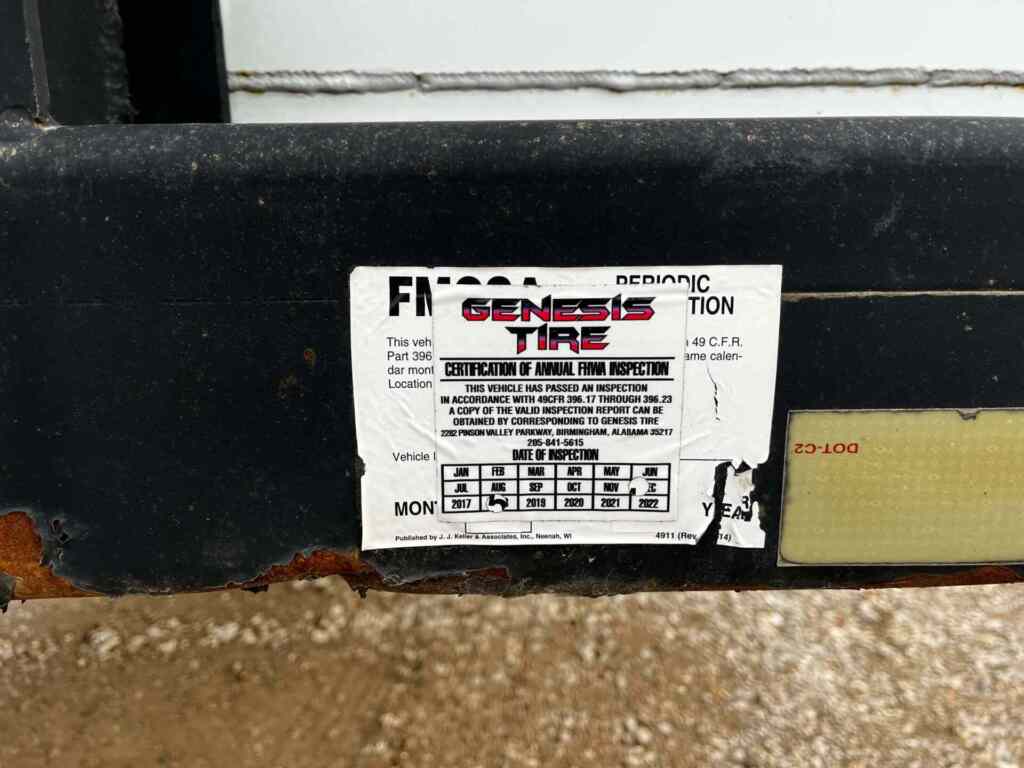 PERIODIC
GENESIS
TIRE
TION
This veh
49 C.F.R.
Part 396
ame calen-
dar mont
Location
CERTIFICATION OF ANNUAL FHWA INSPECTION
THIS VEHICLE HAS PASSED AN INSPECTION
IN ACCORDANCE WITH 49CFR 396.17 THROUGH 396.23
A COPY OF THE VALID INSPECTION REPORT CAN BE
OBTAINED BY CORRESPONDING TO GENESIS TIRE
2282 PINSON VALLEY PARKWAY, BIRMINGHAM, ALABAMA 35217
205-841-5615
DATE OF INSPECTION
JAN FEB MAR APR MAY JUN
JUL AUG SEP OCT NOV
2017 2019 2020 2021 2022
Vehicle
MON
YEAR
Published by J. J. Keller & Associates, Inc., Neenah, WI
4911 (Rev. 14)
DOT-C2